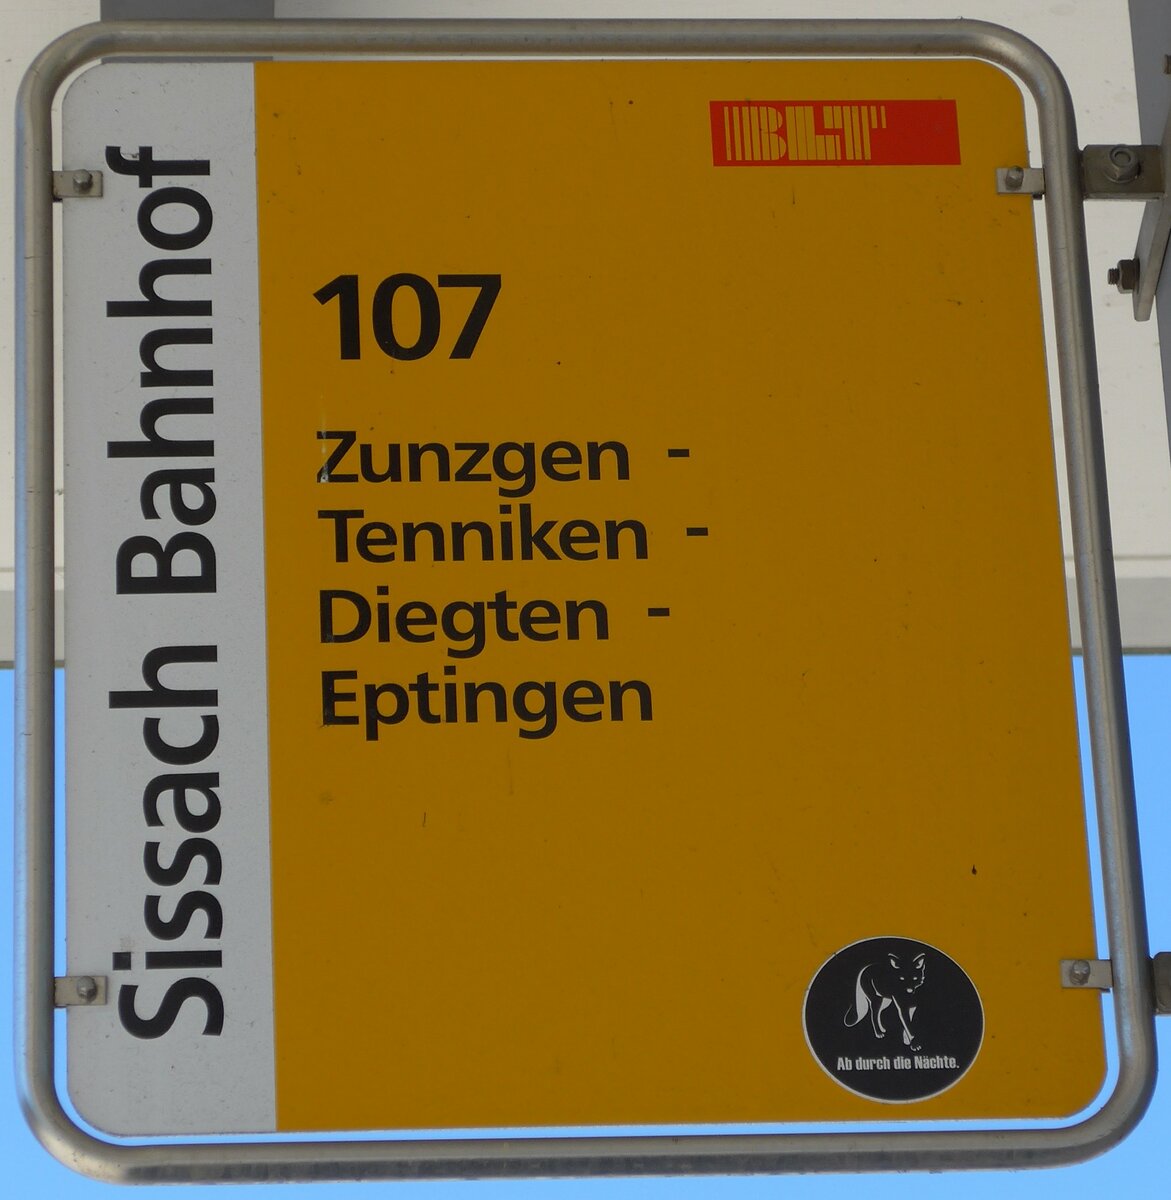 Sissach Bahnhof
BLT
107
Zunzgen -
Tenniken -
Diegten -
Eptingen
Ab durch die Nächte.